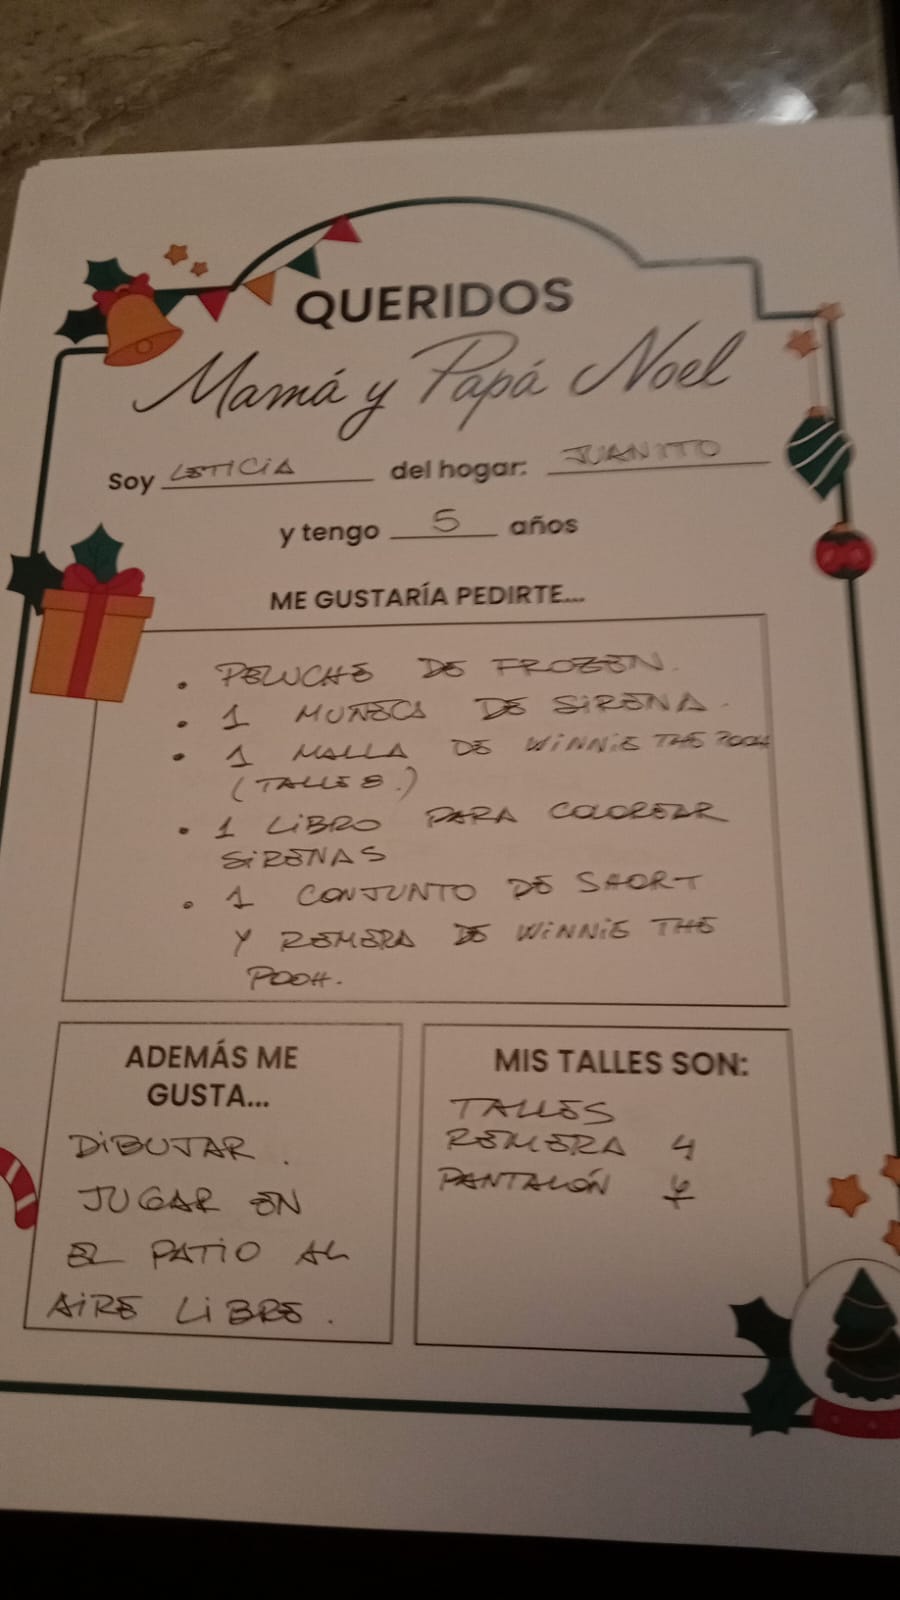 QUERIDOS
Mamá y Papá Noel
Soy LETICIA del hogar: JUANITO
y tengo 5 años
ME GUSTARÍA PEDIRTE...
• PELUCHE DE FROZEN.
• 1 MUÑECA DE SIRENA.
• 1 MALLA DE WINNIE THE POOH
(TALLE 8.)
• 1 LIBRO PARA COLOREAR
SIRENAS
• 1 CONJUNTO DE SHORT
Y REMERA DE WINNIE THE
POOH.
ADEMÁS ME
GUSTA...
DIBUJAR.
JUGAR EN
EL PATIO AL
AIRE LIBRE.
MIS TALLES SON:
TALLES
REMERA 4
PANTALÓN